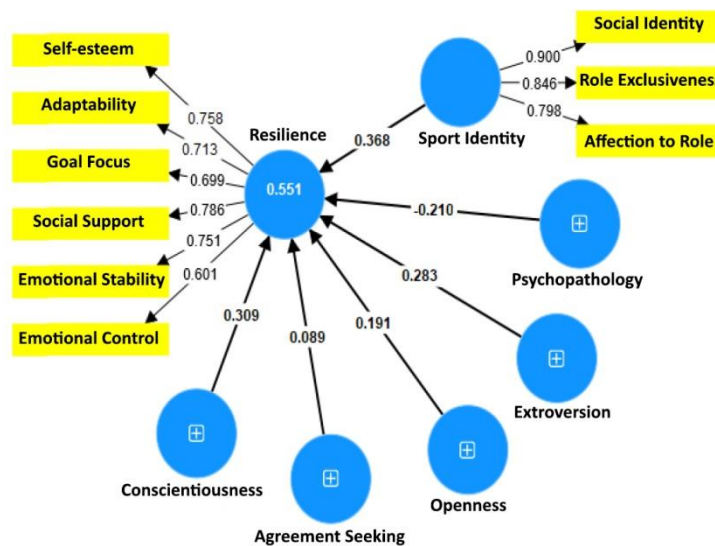 Self-esteem
Adaptability
Goal Focus
Social Support
Emotional Stability
Emotional Control
0.758
0.713
0.699
0.786
0.751
0.601
Resilience
0.551
Sport Identity
0.900
0.846
0.798
Social Identity
Role Exclusivenes
Affection to Role
0.368
-0.210
Psychopathology
0.283
Extroversion
0.191
Openness
0.089
Agreement Seeking
0.309
Conscientiousness